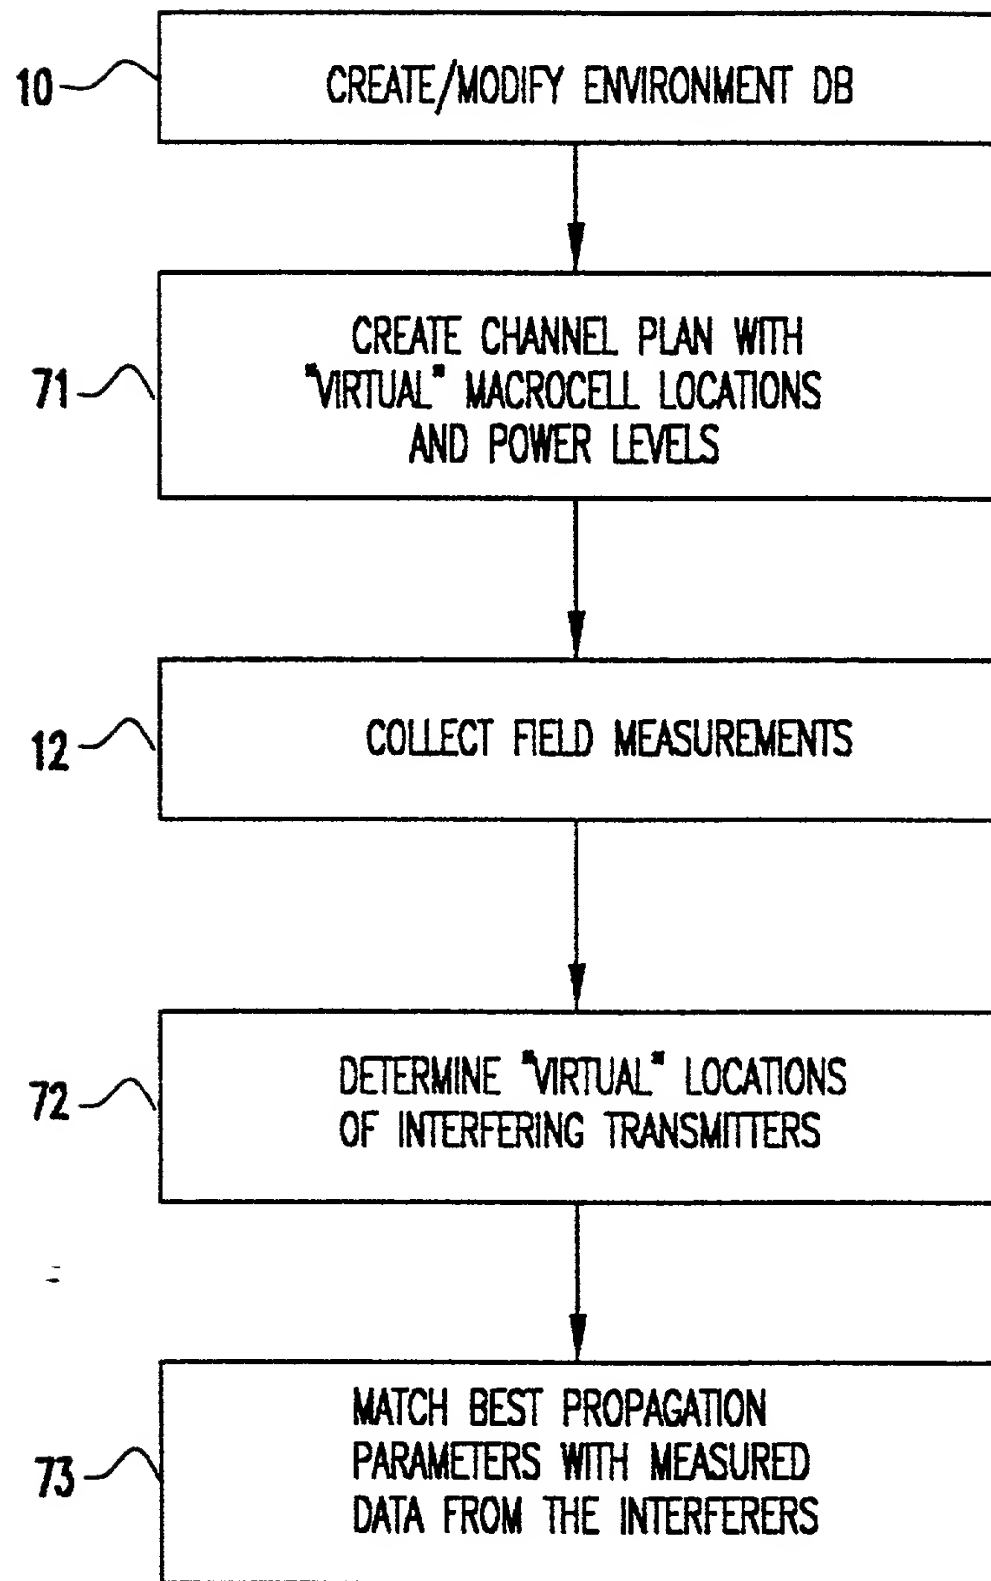 10
CREATE/MODIFY ENVIRONMENT DB
71
CREATE CHANNEL PLAN WITH
"VIRTUAL" MACROCELL LOCATIONS
AND POWER LEVELS
12
COLLECT FIELD MEASUREMENTS
72
DETERMINE "VIRTUAL" LOCATIONS
OF INTERFERING TRANSMITTERS
73
MATCH BEST PROPAGATION
PARAMETERS WITH MEASURED
DATA FROM THE INTERFERERS